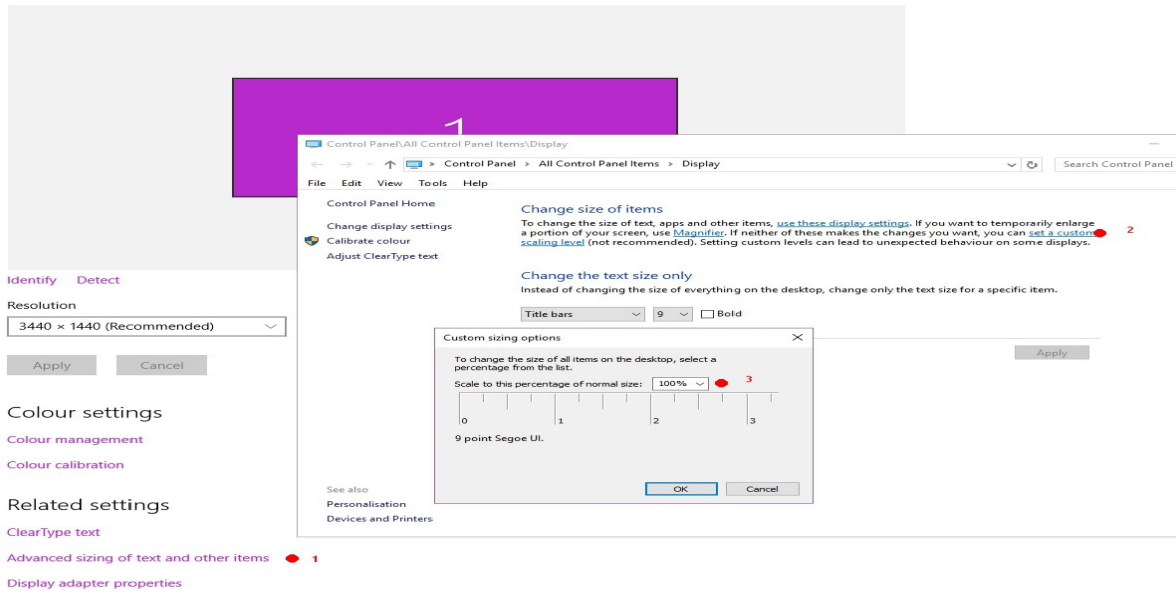 1
Identify Detect
Resolution
3440 × 1440 (Recommended)
Apply Cancel
Colour settings
Colour management
Colour calibration
Related settings
ClearType text
Advanced sizing of text and other items 1
Display adapter properties
Control Panel\All Control Panel Items\Display
Control Panel > All Control Panel Items > Display
Search Control Panel
File Edit View Tools Help
Control Panel Home
Change display settings
Calibrate colour
Adjust ClearType text
See also
Personalisation
Devices and Printers
Change size of items
To change the size of text, apps and other items, use these display settings. If you want to temporarily enlarge
a portion of your screen, use Magnifier. If neither of these makes the changes you want, you can set a custom 2
scaling level (not recommended). Setting custom levels can lead to unexpected behaviour on some displays.
Change the text size only
Instead of changing the size of everything on the desktop, change only the text size for a specific item.
Title bars 9 Bold
Apply
Custom sizing options
To change the size of all items on the desktop, select a
percentage from the list.
Scale to this percentage of normal size: 100% 3
0 1 2 3
9 point Segoe UI.
OK Cancel